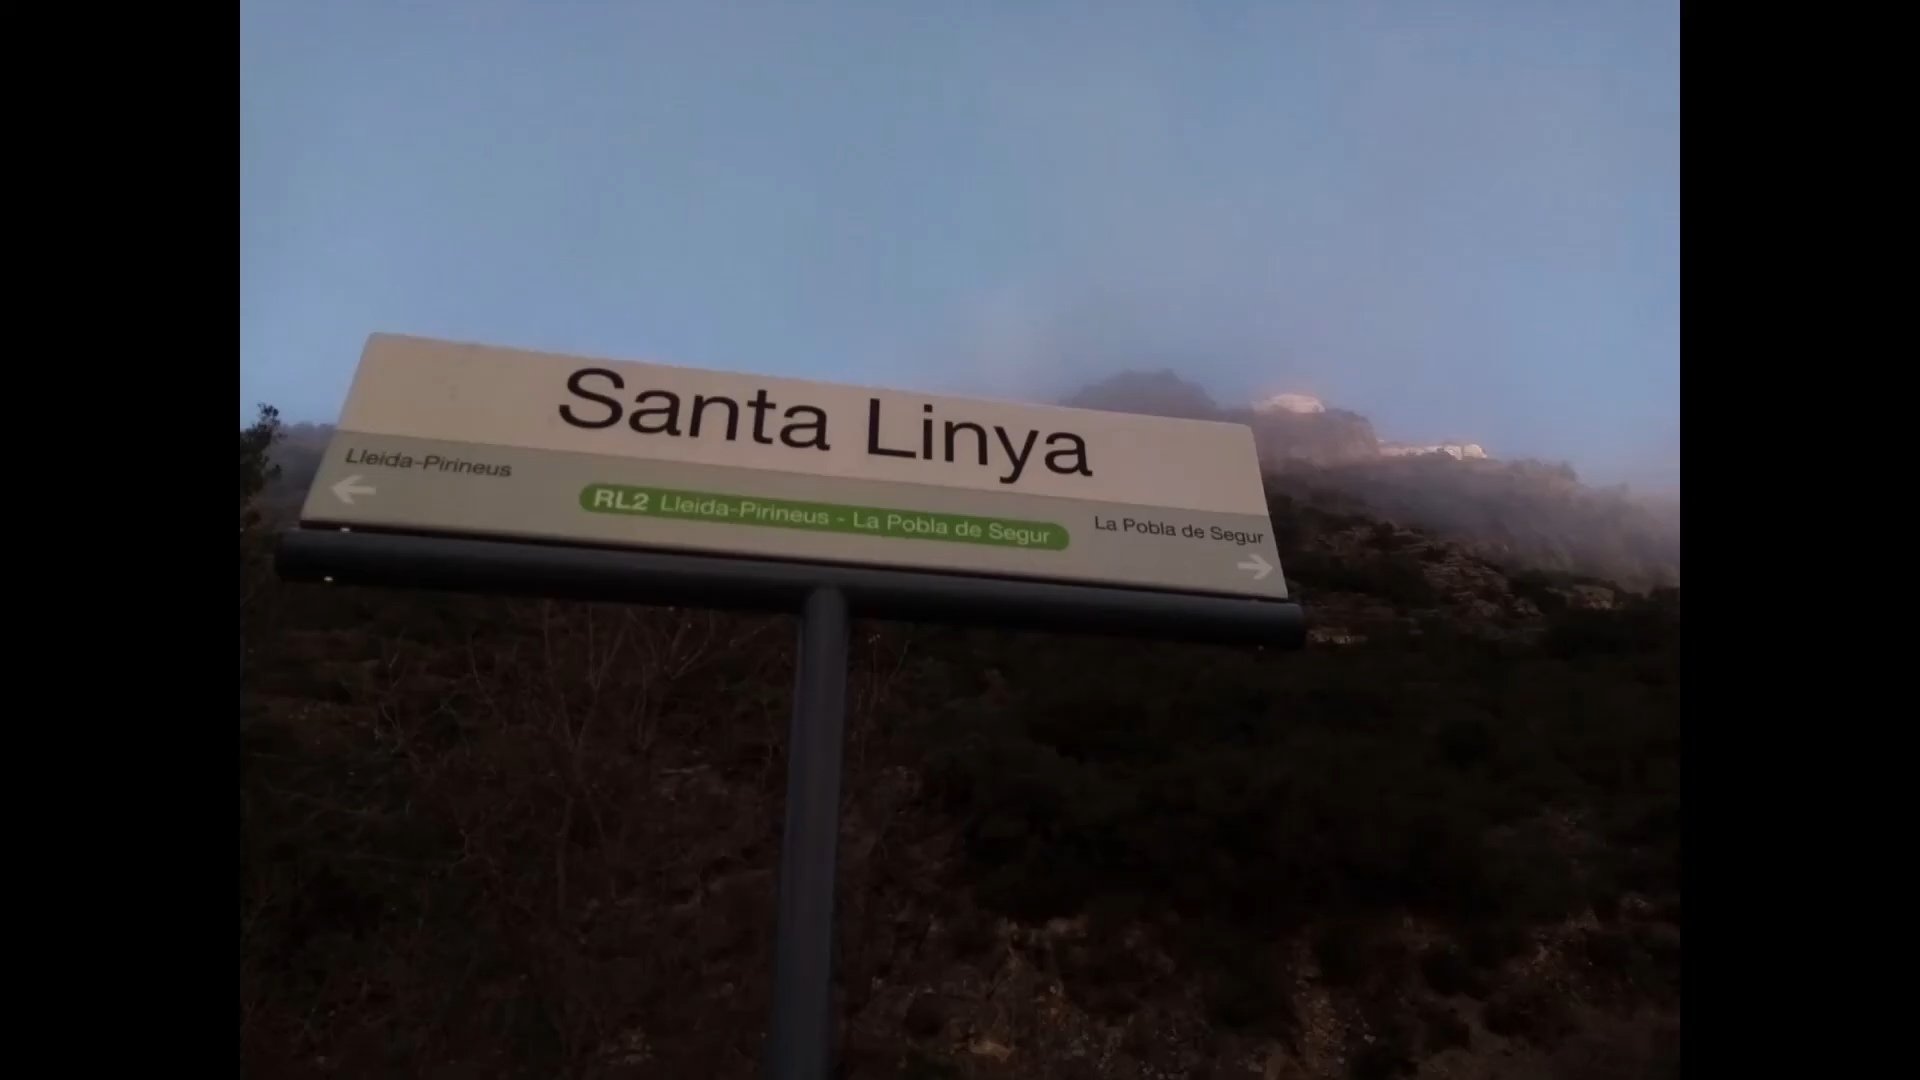 Santa Linya
Lleida-Pirineus
RL2 Lleida-Pirineus - La Pobla de Segur
La Pobla de Segur